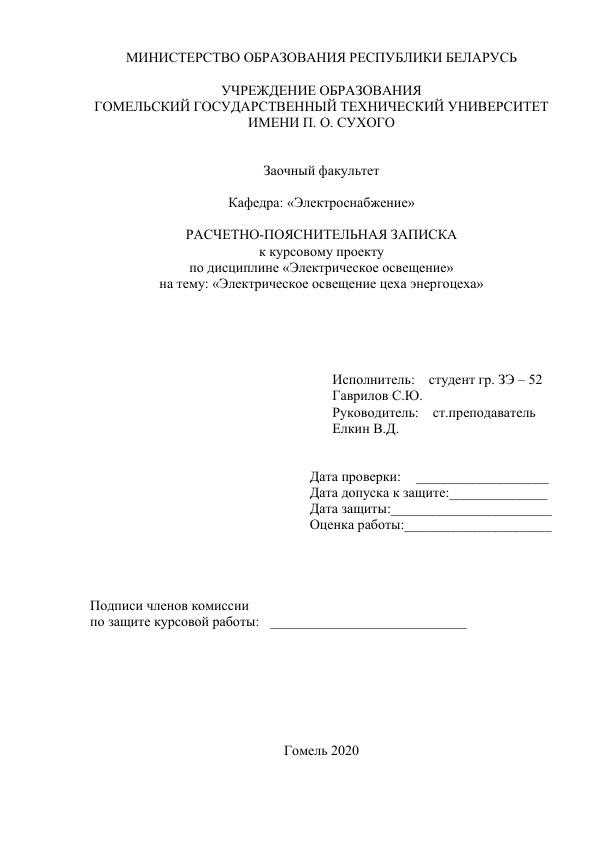 МИНИСТЕРСТВО ОБРАЗОВАНИЯ РЕСПУБЛИКИ БЕЛАРУСЬ
УЧРЕЖДЕНИЕ ОБРАЗОВАНИЯ
ГОМЕЛЬСКИЙ ГОСУДАРСТВЕННЫЙ ТЕХНИЧЕСКИЙ УНИВЕРСИТЕТ
ИМЕНИ П. О. СУХОГО
Заочный факультет
Кафедра: «Электроснабжение»
РАСЧЕТНО-ПОЯСНИТЕЛЬНАЯ ЗАПИСКА
к курсовому проекту
по дисциплине «Электрическое освещение»
на тему: «Электрическое освещение цеха энергоцеха»
Исполнитель: студент гр. ЗЭ – 52
Гаврилов С.Ю.
Руководитель: ст.преподаватель
Елкин В.Д.
Дата проверки: ___________________
Дата допуска к защите:______________
Дата защиты:_______________________
Оценка работы:_____________________
Подписи членов комиссии
по защите курсовой работы: ____________________________
Гомель 2020